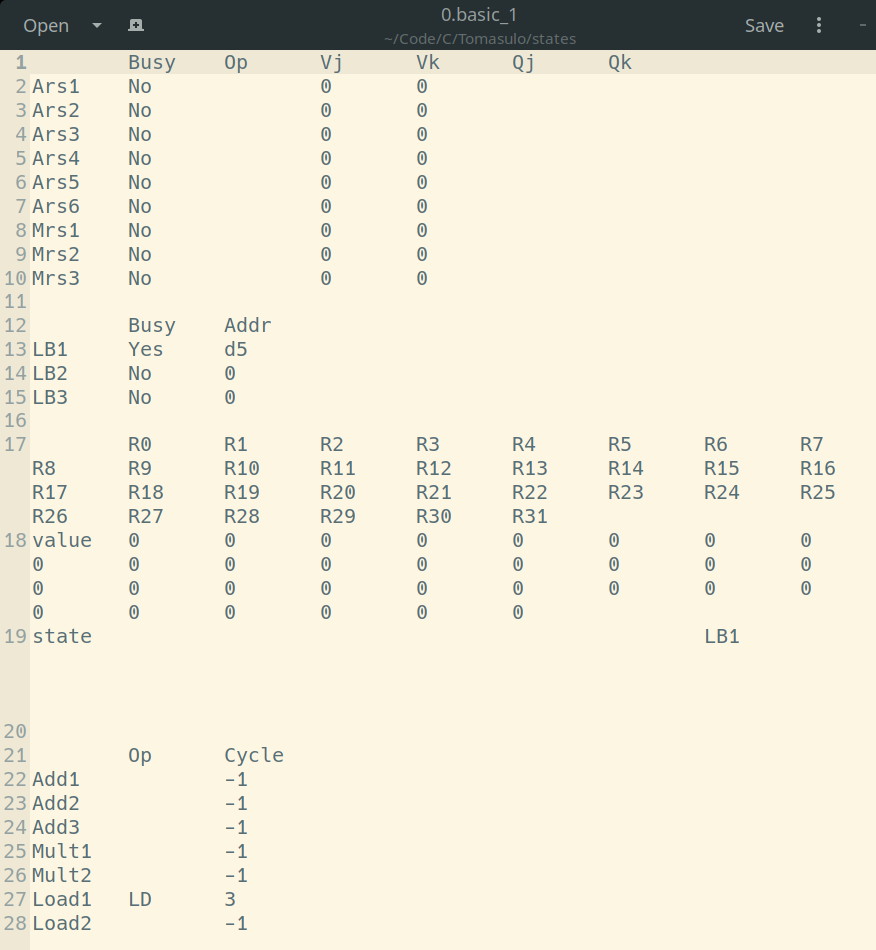 Open 0.basic_1 Save
~/Code/C/Tomasulo/states
1 Busy Op Vj Vk Qj Qk
2 Ars1 No 0 0
3 Ars2 No 0 0
4 Ars3 No 0 0
5 Ars4 No 0 0
6 Ars5 No 0 0
7 Ars6 No 0 0
8 Mrs1 No 0 0
9 Mrs2 No 0 0
10 Mrs3 No 0 0
11
12 Busy Addr
13 LB1 Yes d5
14 LB2 No 0
15 LB3 No 0
16
17 R0 R1 R2 R3 R4 R5 R6 R7
R8 R9 R10 R11 R12 R13 R14 R15 R16
R17 R18 R19 R20 R21 R22 R23 R24 R25
R26 R27 R28 R29 R30 R31
18 value 0 0 0 0 0 0 0 0
0 0 0 0 0 0 0 0 0
0 0 0 0 0 0 0 0 0
0 0 0 0 0 0
19 state LB1
20
21 Op Cycle
22 Add1 -1
23 Add2 -1
24 Add3 -1
25 Mult1 -1
26 Mult2 -1
27 Load1 LD 3
28 Load2 -1